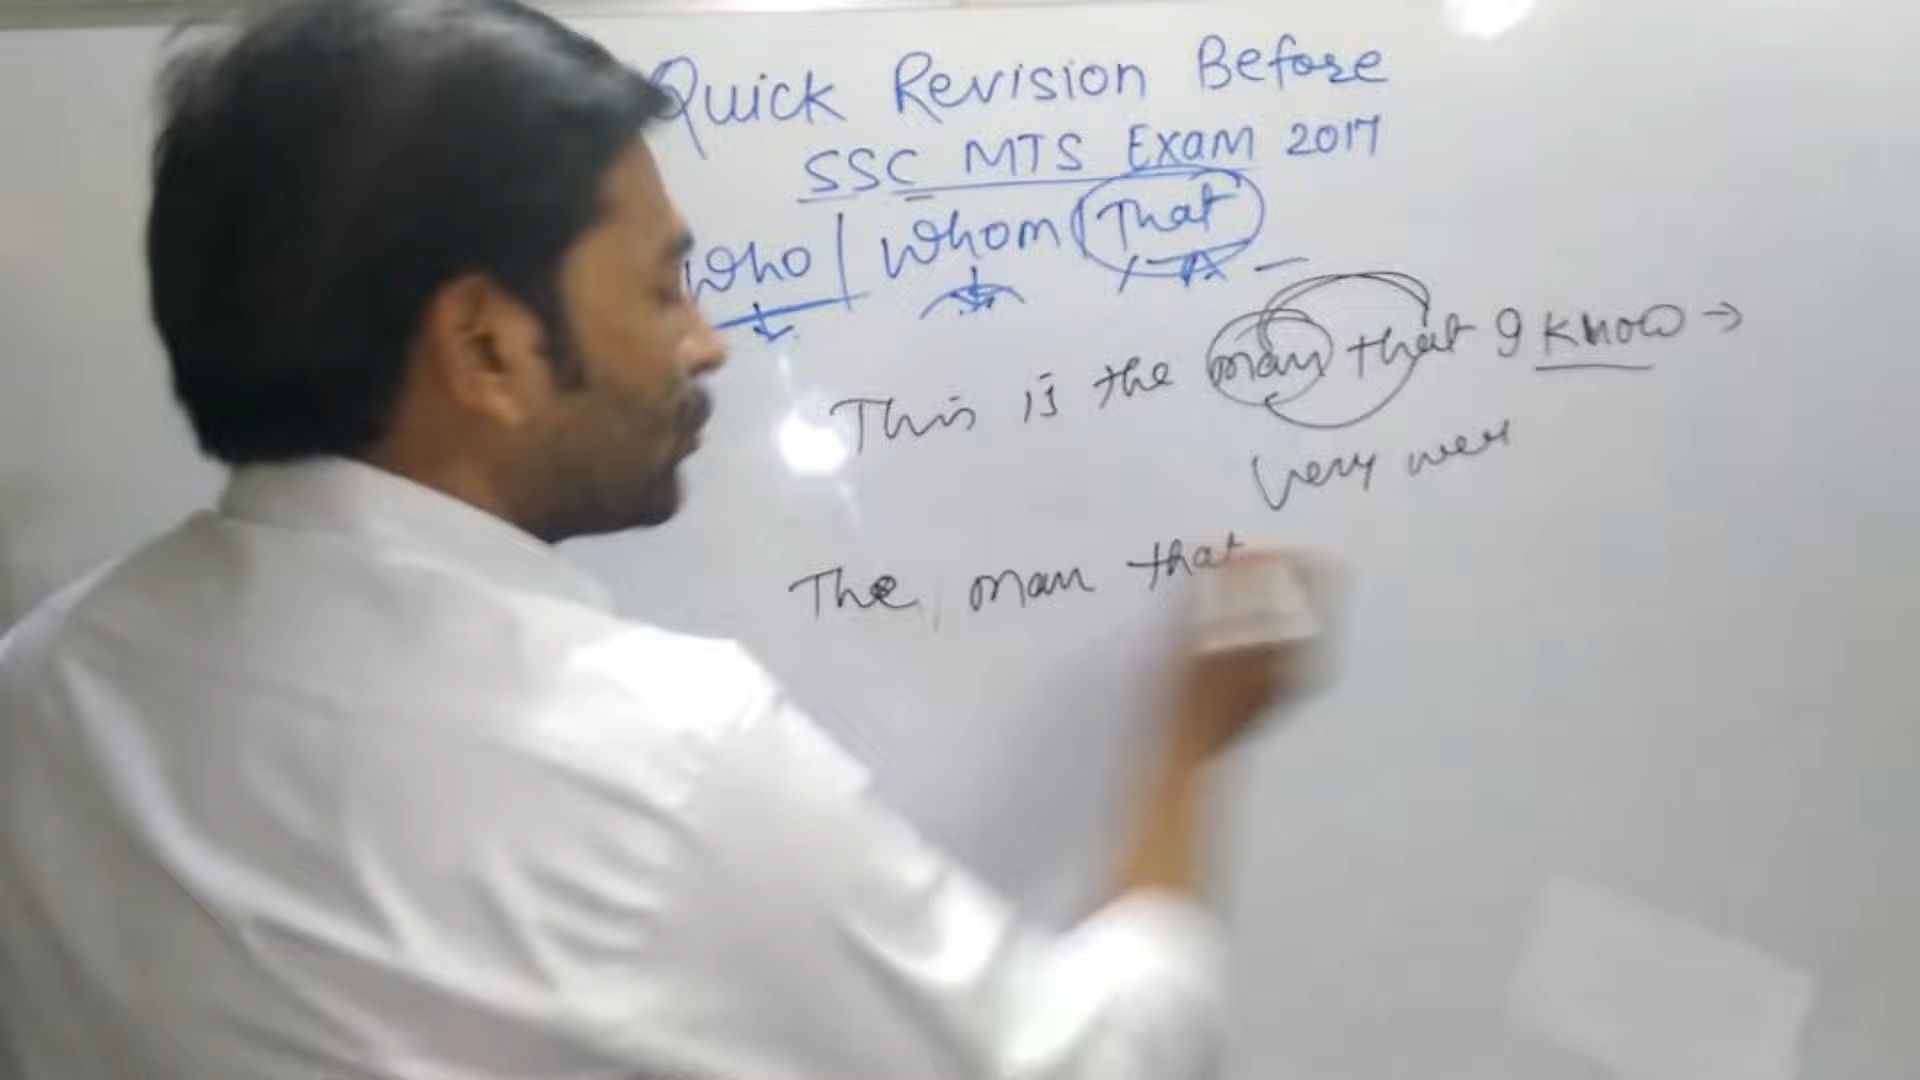 Quick Revision Before
SSC MTS Exam 2017
Who | Whom That
This is the man that I know →
very well
The man that